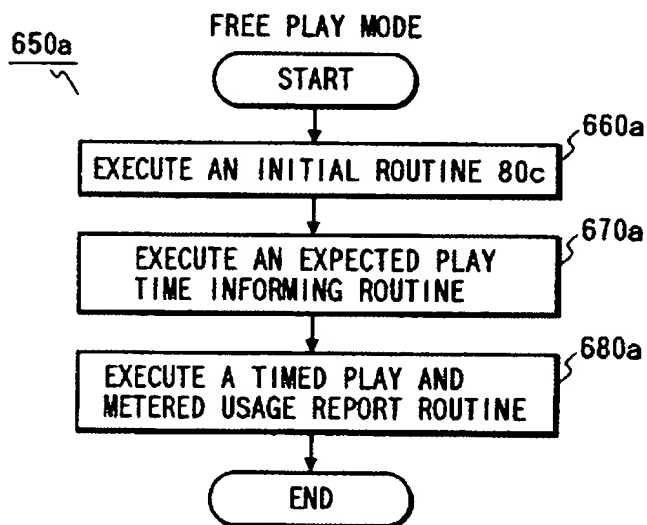 FREE PLAY MODE
650a
START
660a
EXECUTE AN INITIAL ROUTINE 80c
670a
EXECUTE AN EXPECTED PLAY
TIME INFORMING ROUTINE
680a
EXECUTE A TIMED PLAY AND
METERED USAGE REPORT ROUTINE
END